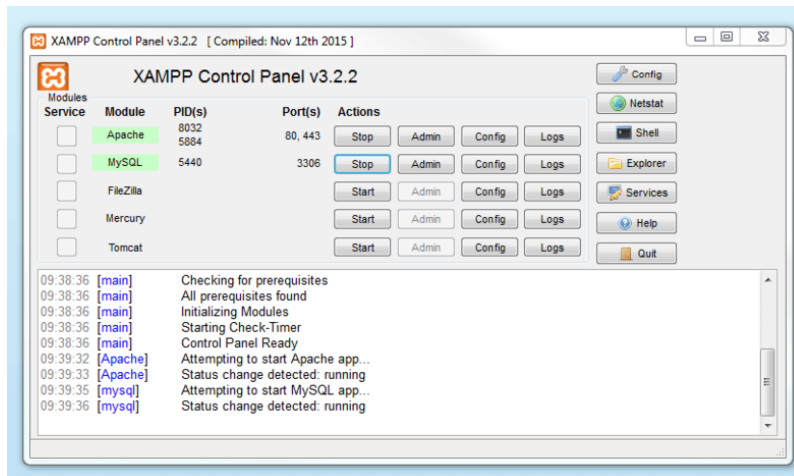 XAMPP Control Panel v3.2.2 [ Compiled: Nov 12th 2015 ]
XAMPP Control Panel v3.2.2
Config
Modules
Service Module PID(s) Port(s) Actions
Netstat
Apache 8032 5884 80, 443 Stop Admin Config Logs
Shell
MySQL 5440 3306 Stop Admin Config Logs
Explorer
FileZilla Start Admin Config Logs
Services
Mercury Start Admin Config Logs
Help
Tomcat Start Admin Config Logs
Quit
09:38:36 [main] Checking for prerequisites
09:38:36 [main] All prerequisites found
09:38:36 [main] Initializing Modules
09:38:36 [main] Starting Check-Timer
09:38:36 [main] Control Panel Ready
09:39:32 [Apache] Attempting to start Apache app...
09:39:33 [Apache] Status change detected: running
09:39:35 [mysql] Attempting to start MySQL app...
09:39:36 [mysql] Status change detected: running